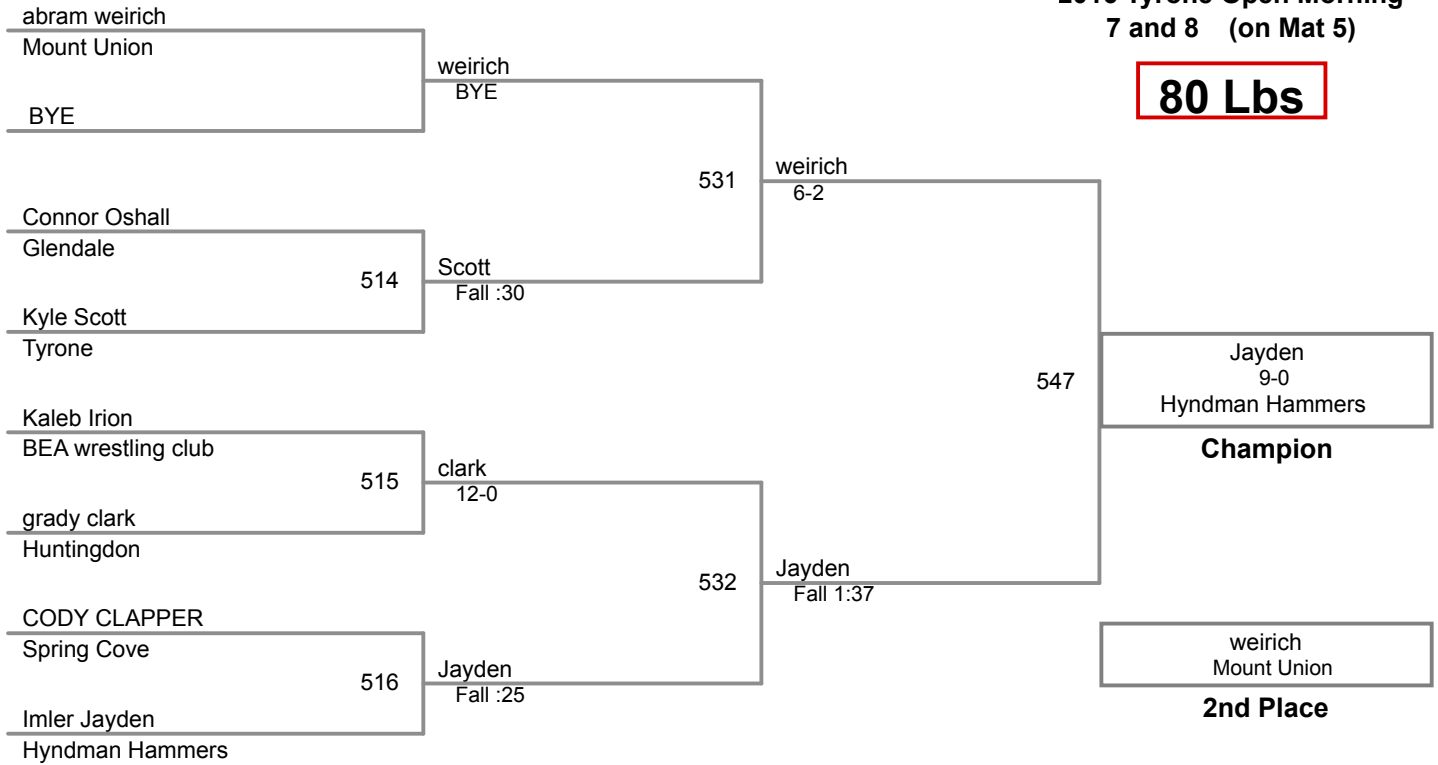 Tyrone Open Morning
7 and 8 (on Mat 5)
80 Lbs
abram weirich
Mount Union
BYE
weirich
BYE
Connor Oshall
Glendale
514
Kyle Scott
Tyrone
Scott
Fall :30
531
weirich
6-2
Kaleb Irion
BEA wrestling club
515
grady clark
Huntingdon
clark
12-0
CODY CLAPPER
Spring Cove
516
Imler Jayden
Hyndman Hammers
Jayden
Fall :25
532
Jayden
Fall 1:37
547
Jayden
9-0
Hyndman Hammers
Champion
weirich
Mount Union
2nd Place